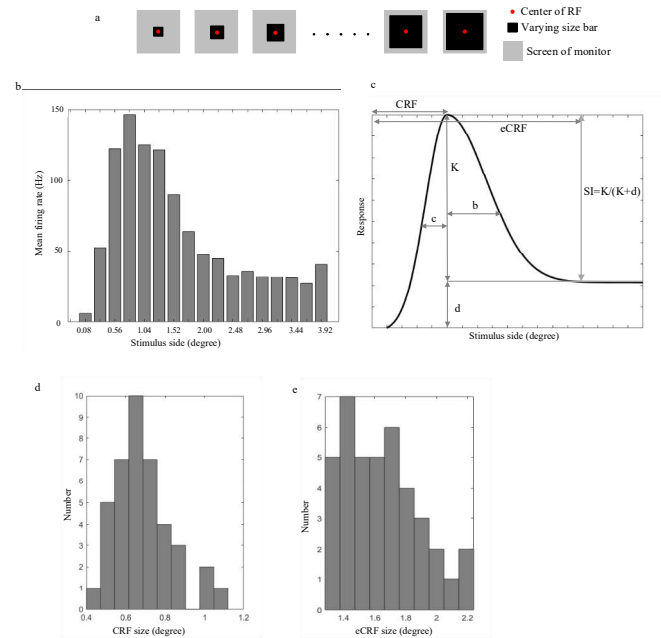 a
Center of RF
Varying size bar
Screen of monitor
b
150
100
50
0
Mean firing rate (Hz)
0.08 0.56 1.04 1.52 2.00 2.48 2.96 3.44 3.92
Stimulus side (degree)
c
CRF
eCRF
K
SI=K/(K+d)
b
c
d
Response
Stimulus side (degree)
d
10
9
8
7
6
5
4
3
2
1
0
Number
0.4 0.6 0.8 1 1.2
CRF size (degree)
e
7
6
5
4
3
2
1
0
Number
1.4 1.6 1.8 2 2.2
eCRF size (degree)